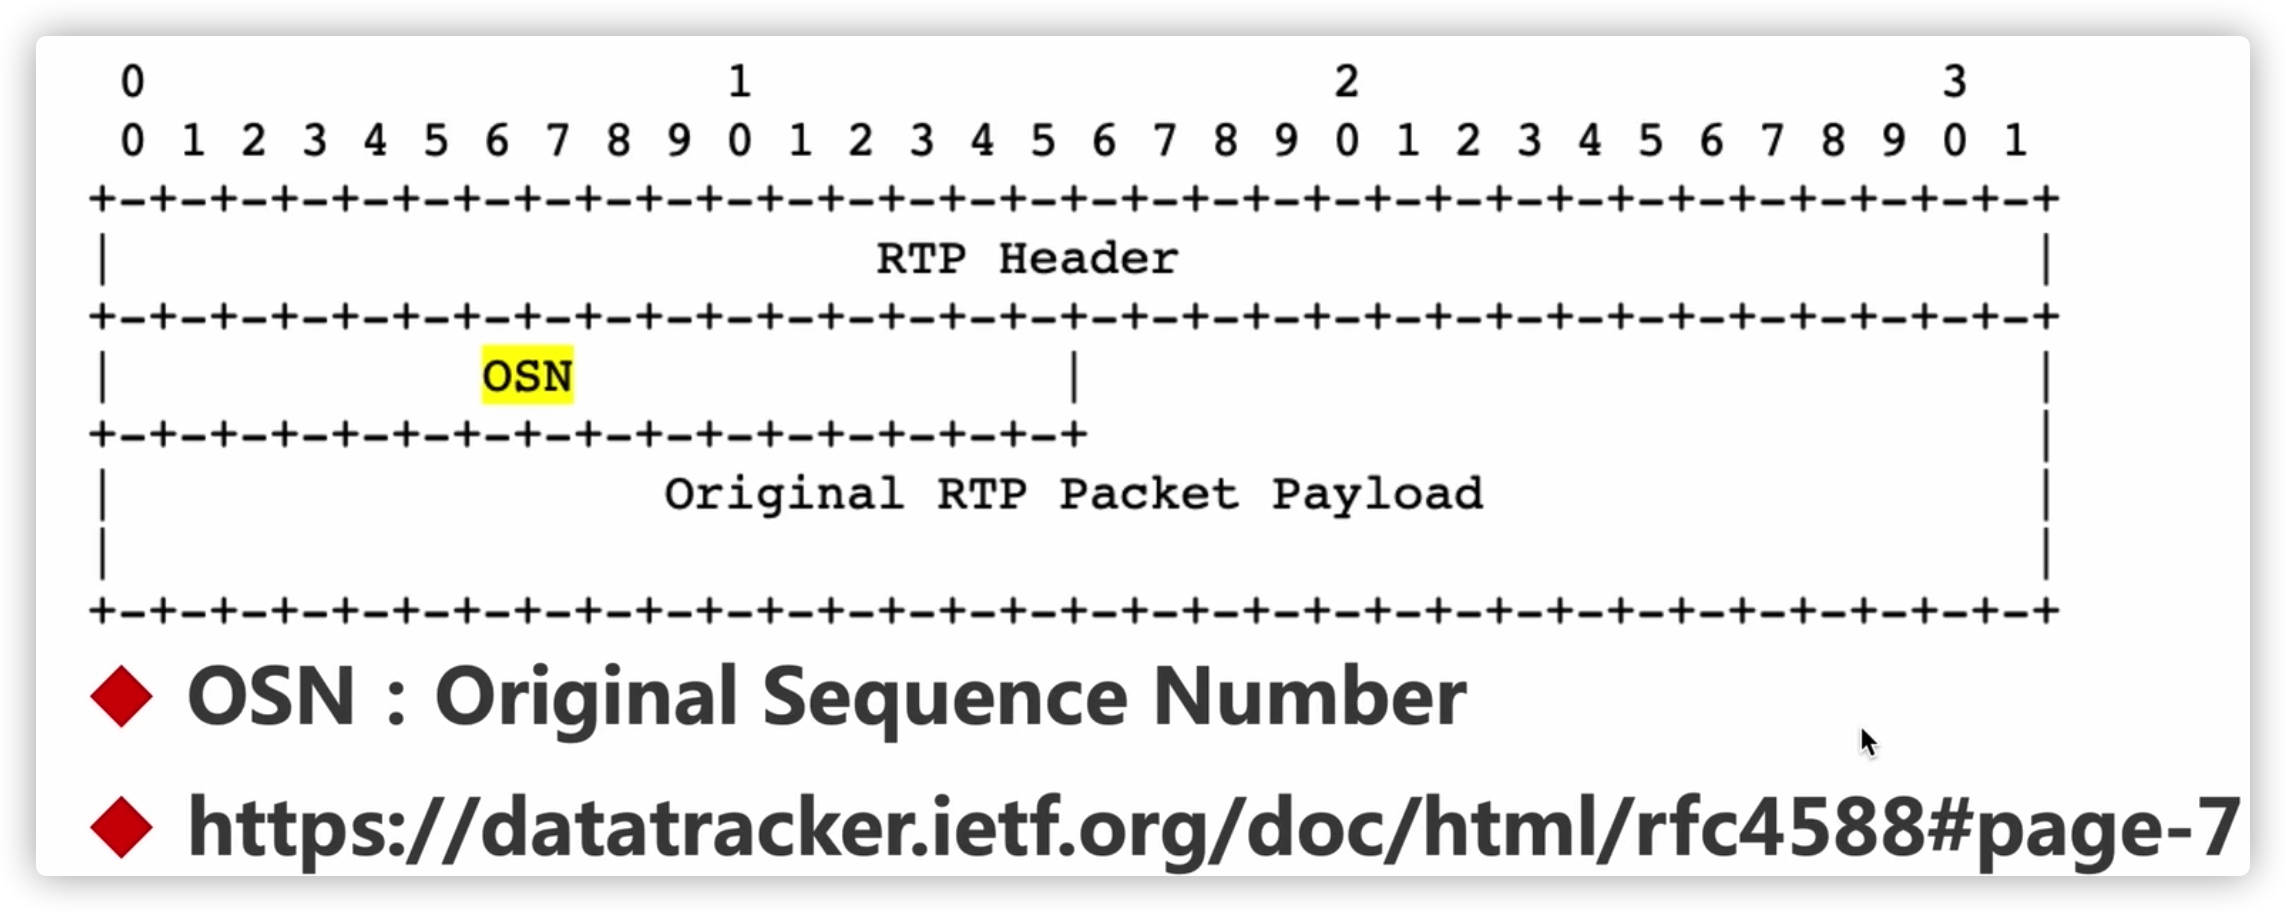 0 1 2 3
0 1 2 3 4 5 6 7 8 9 0 1 2 3 4 5 6 7 8 9 0 1 2 3 4 5 6 7 8 9 0 1
+-+-+-+-+-+-+-+-+-+-+-+-+-+-+-+-+-+-+-+-+-+-+-+-+-+-+-+-+-+-+-+-+
| RTP Header |
+-+-+-+-+-+-+-+-+-+-+-+-+-+-+-+-+-+-+-+-+-+-+-+-+-+-+-+-+-+-+-+-+
| OSN | |
+-+-+-+-+-+-+-+-+-+-+-+-+-+-+-+-+ |
| Original RTP Packet Payload |
| |
+-+-+-+-+-+-+-+-+-+-+-+-+-+-+-+-+-+-+-+-+-+-+-+-+-+-+-+-+-+-+-+-+
◆ OSN : Original Sequence Number
◆ https://datatracker.ietf.org/doc/html/rfc4588#page-7